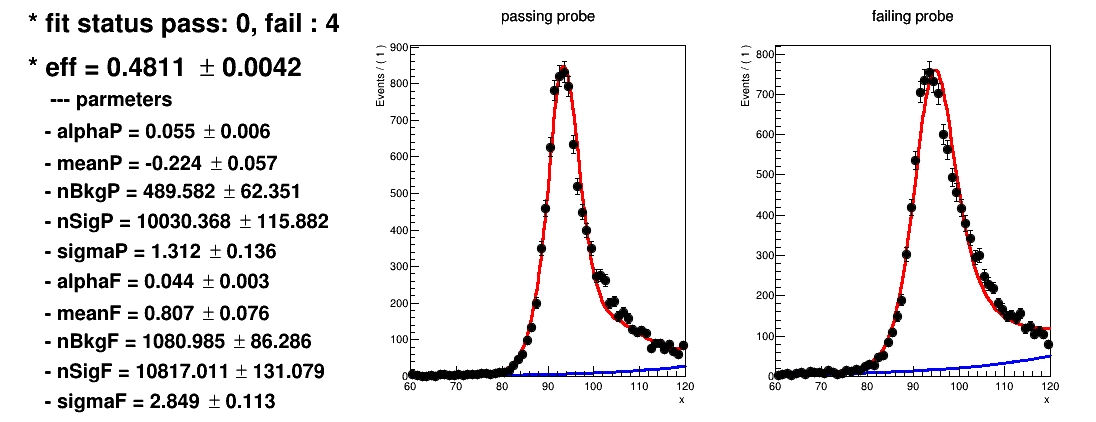 * fit status pass: 0, fail : 4
* eff = 0.4811 ± 0.0042
--- parmeters
- alphaP = 0.055 ± 0.006
- meanP = -0.224 ± 0.057
- nBkgP = 489.582 ± 62.351
- nSigP = 10030.368 ± 115.882
- sigmaP = 1.312 ± 0.136
- alphaF = 0.044 ± 0.003
- meanF = 0.807 ± 0.076
- nBkgF = 1080.985 ± 86.286
- nSigF = 10817.011 ± 131.079
- sigmaF = 2.849 ± 0.113
passing probe
Events / ( 1 )
900
800
700
600
500
400
300
200
100
0
60 70 80 90 100 110 120
x
failing probe
Events / ( 1 )
800
700
600
500
400
300
200
100
0
60 70 80 90 100 110 120
x